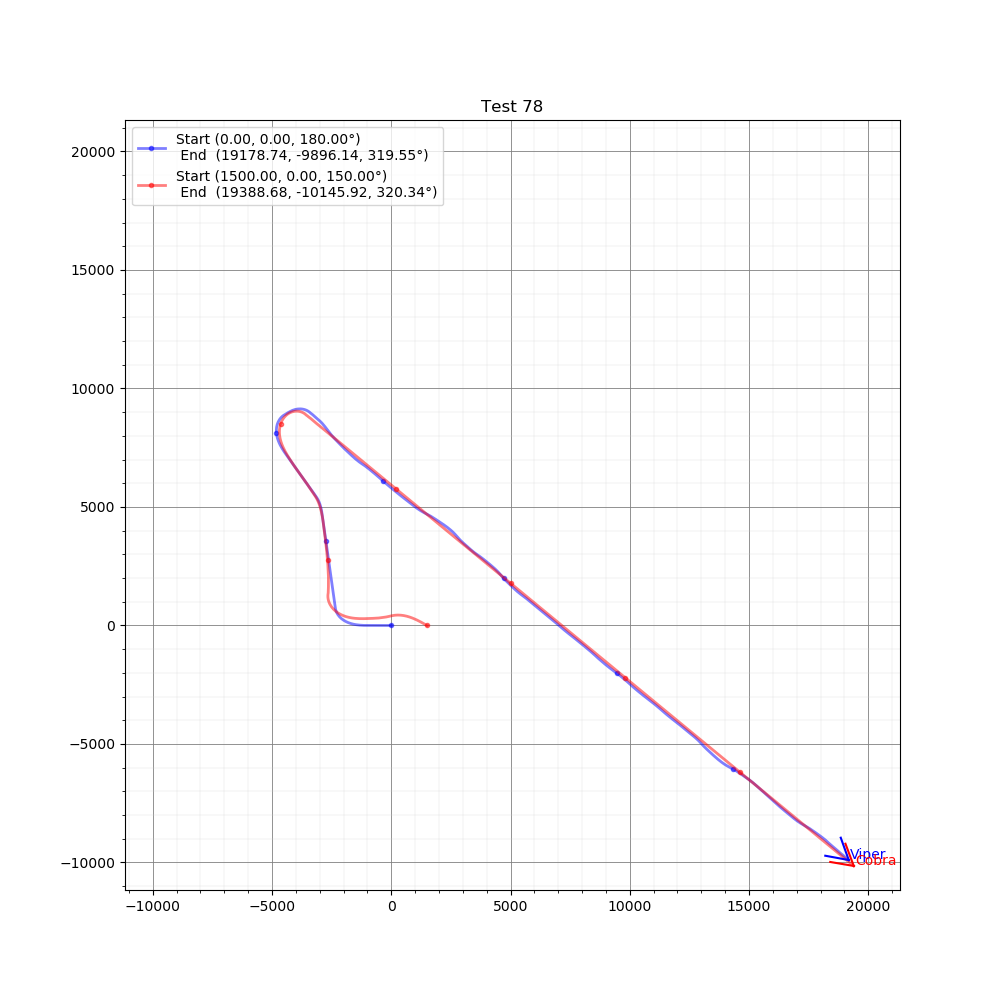 Test 78
Start (0.00, 0.00, 180.00°)
End (19178.74, -9896.14, 319.55°)
Start (1500.00, 0.00, 150.00°)
End (19388.68, -10145.92, 320.34°)
20000
15000
10000
5000
0
−5000
−10000
Viper
Cobra
−10000
−5000
0
5000
10000
15000
20000